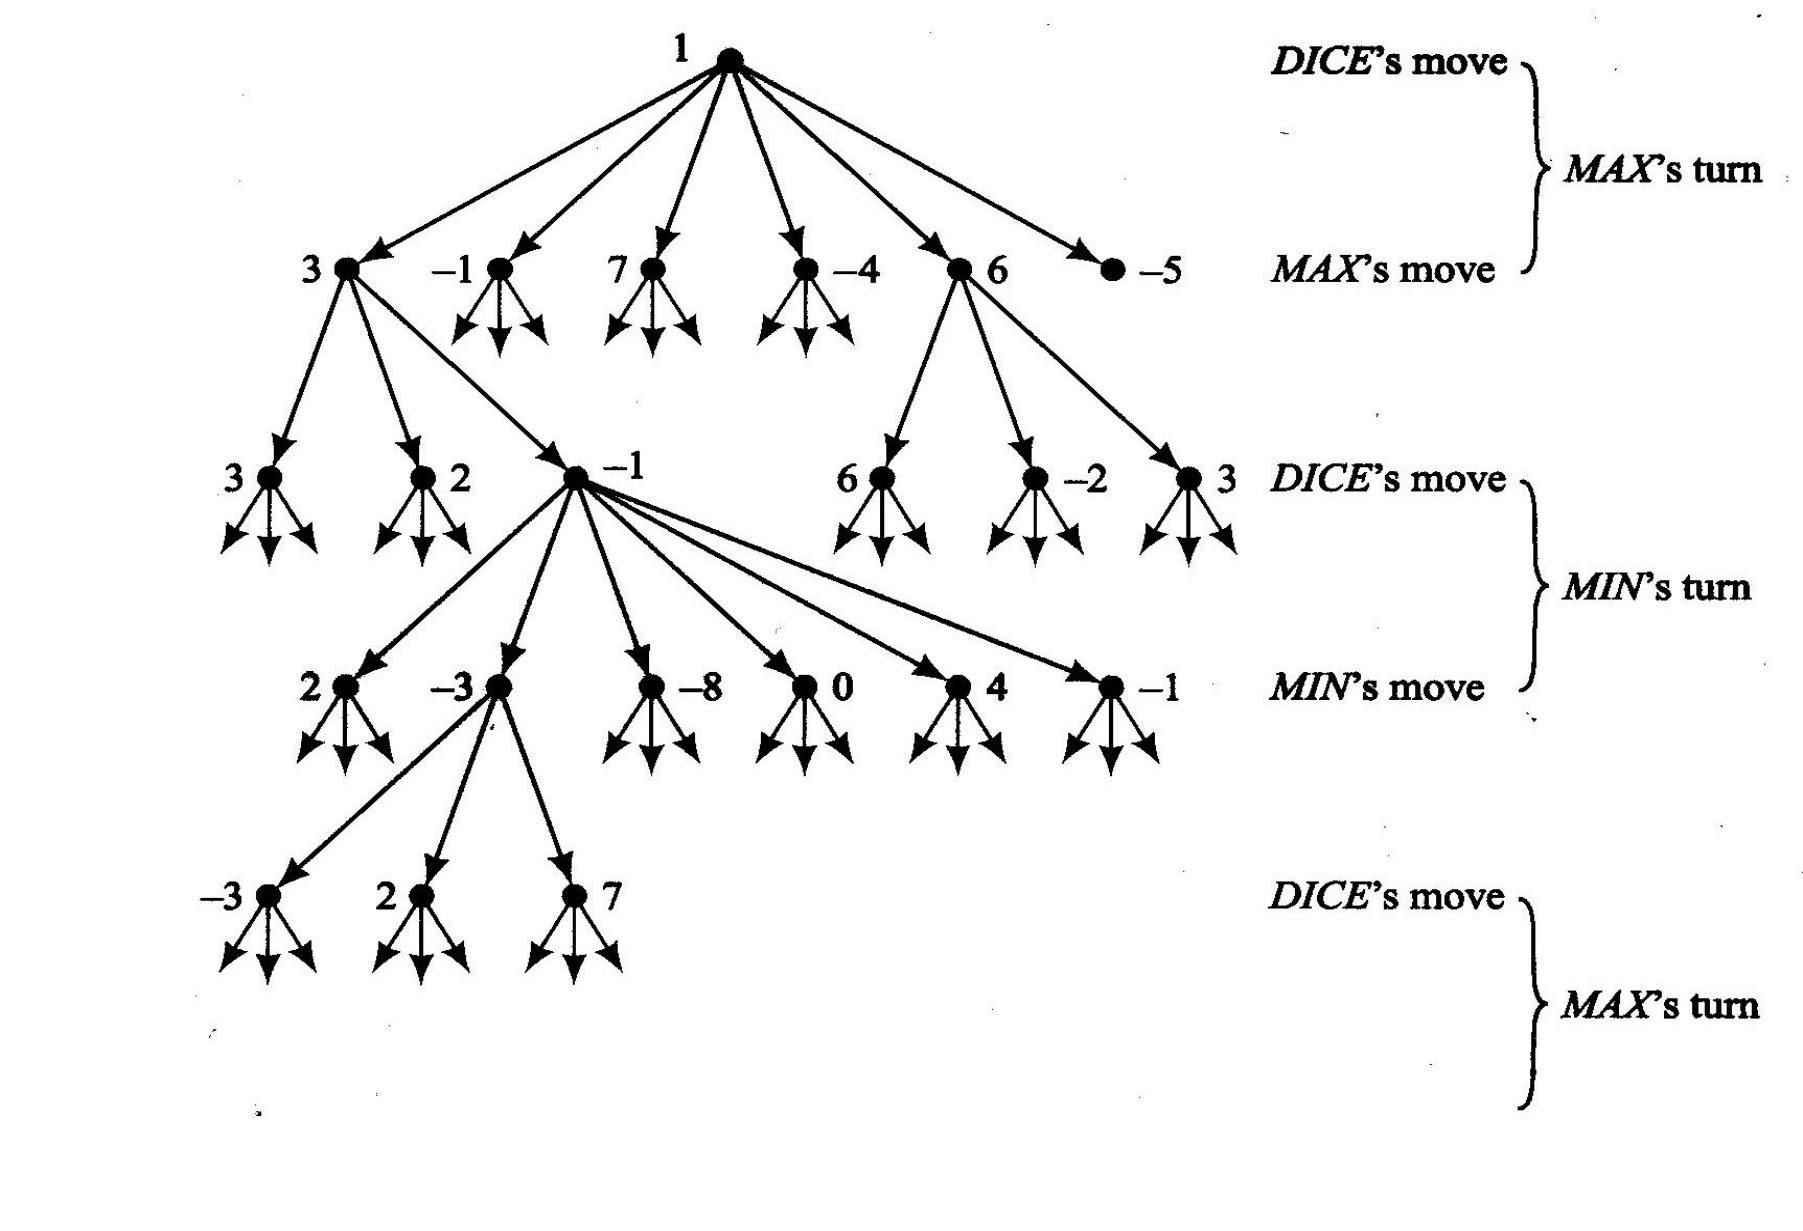 1 DICE's move
MAX's turn
3 –1 7 –4 6 –5 MAX's move
3 2 –1 6 –2 3 DICE's move
MIN's turn
2 –3 –8 0 4 –1 MIN's move
–3 2 7 DICE's move
MAX's turn